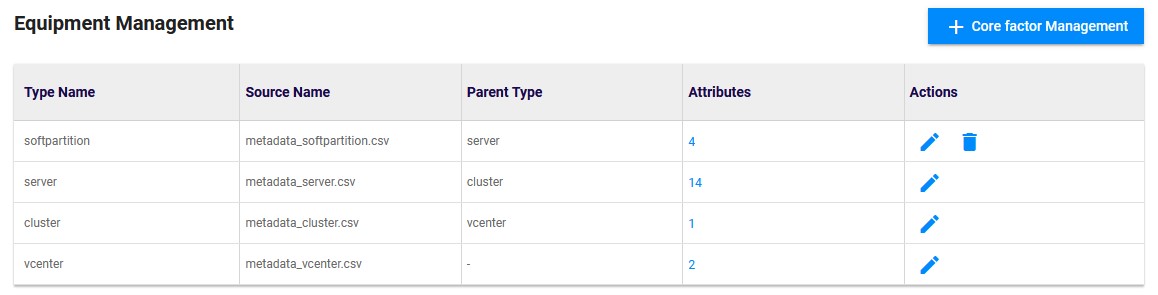 Equipment Management
+ Core factor Management
Type Name Source Name Parent Type Attributes Actions
softpartition metadata_softpartition.csv server 4
server metadata_server.csv cluster 14
cluster metadata_cluster.csv vcenter 1
vcenter metadata_vcenter.csv - 2